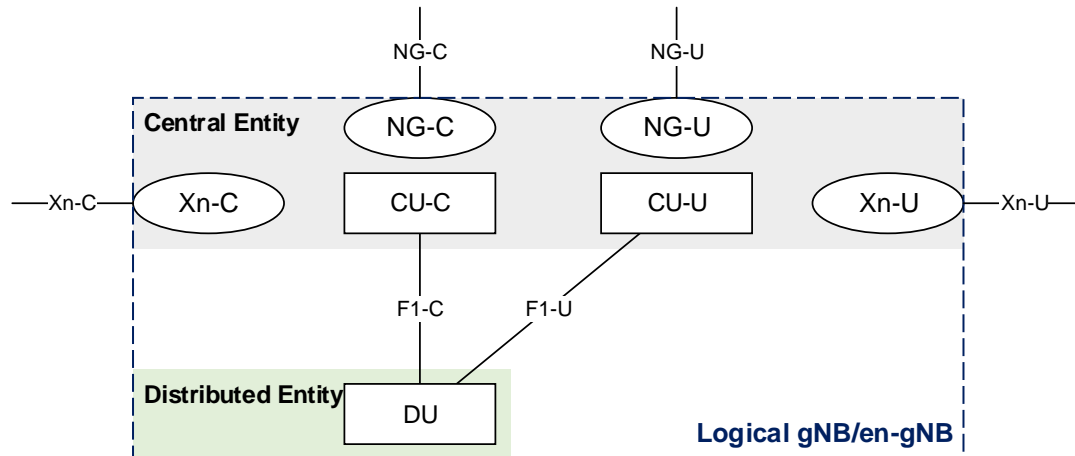 NG-C
NG-U
Central Entity
NG-C
NG-U
Xn-C
Xn-C
CU-C
CU-U
Xn-U
Xn-U
F1-C
F1-U
Distributed Entity
DU
Logical gNB/en-gNB